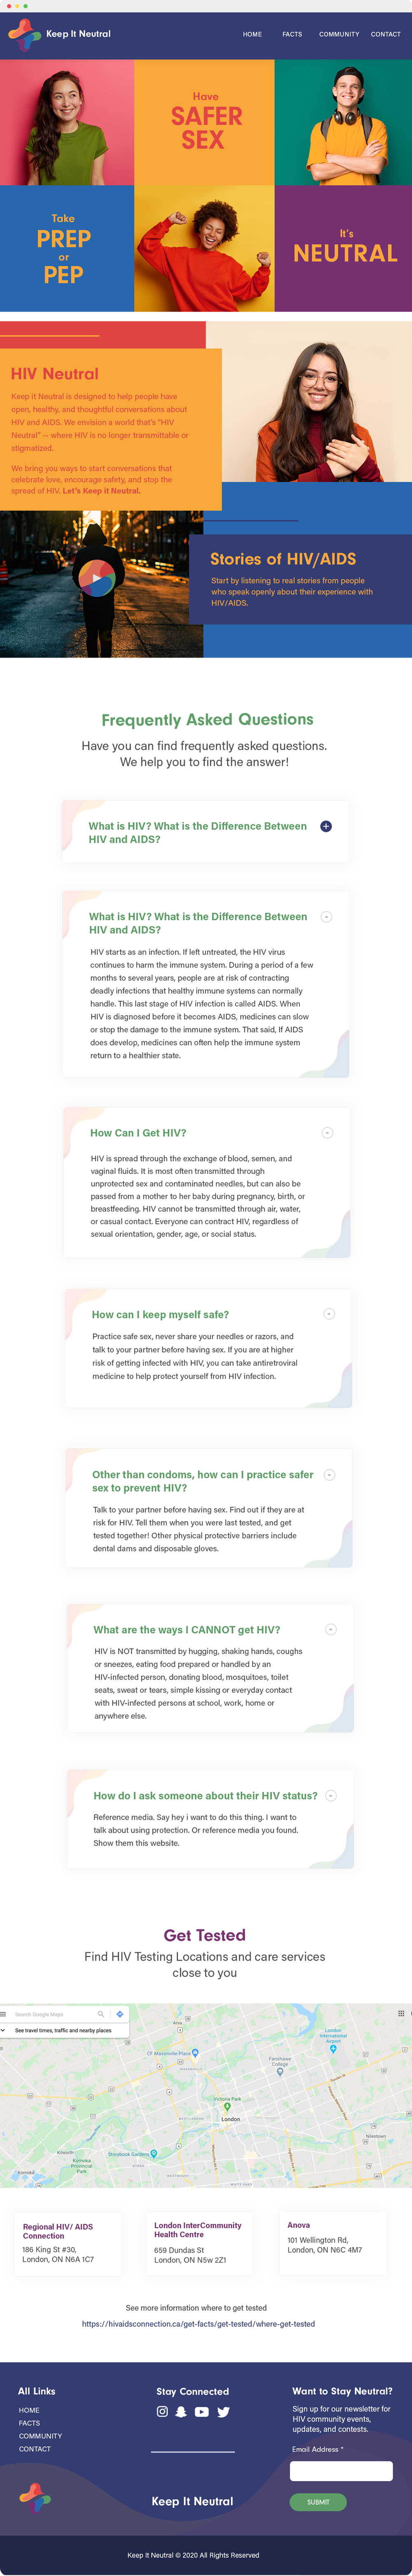 Keep It Neutral
HOME FACTS COMMUNITY CONTACT
Have
SAFER
SEX
Take
PREP
or
PEP
It's
NEUTRAL
HIV Neutral
Keep it Neutral is designed to help people have
open, healthy, and thoughtful conversations about
HIV and AIDS. We envision a world that's "HIV
Neutral" -- where HIV is no longer transmittable or
stigmatized.
We bring you ways to start conversations that
celebrate love, encourage safety, and stop the
spread of HIV. Let's Keep it Neutral.
Stories of HIV/AIDS
Start by listening to real stories from people
who speak openly about their experience with
HIV/AIDS.
Frequently Asked Questions
Have you can find frequently asked questions.
We help you to find the answer!
What is HIV? What is the Difference Between
HIV and AIDS?
What is HIV? What is the Difference Between
HIV and AIDS?
HIV starts as an infection. If left untreated, the HIV virus
continues to harm the immune system. During a period of a few
months to several years, people are at risk of contracting
deadly infections that healthy immune systems can normally
handle. This last stage of HIV infection is called AIDS. When
HIV is diagnosed before it becomes AIDS, medicines can slow
or stop the damage to the immune system. That said, If AIDS
does develop, medicines can often help the immune system
return to a healthier state.
How Can I Get HIV?
HIV is spread through the exchange of blood, semen, and
vaginal fluids. It is most often transmitted through
unprotected sex and contaminated needles, but can also be
passed from a mother to her baby during pregnancy, birth, or
breastfeeding. HIV cannot be transmitted through air, water,
or casual contact. Everyone can contract HIV, regardless of
sexual orientation, gender, age, or social status.
How can I keep myself safe?
Practice safe sex, never share your needles or razors, and
talk to your partner before having sex. If you are at higher
risk of getting infected with HIV, you can take antiretroviral
medicine to help protect yourself from HIV infection.
Other than condoms, how can I practice safer
sex to prevent HIV?
Talk to your partner before having sex. Find out if they are at
risk for HIV. Tell them when you were last tested, and get
tested together! Other physical protective barriers include
dental dams and disposable gloves.
What are the ways I CANNOT get HIV?
HIV is NOT transmitted by hugging, shaking hands, coughs
or sneezes, eating food prepared or handled by an
HIV-infected person, donating blood, mosquitoes, toilet
seats, sweat or tears, simple kissing or everyday contact
with HIV-infected persons at school, work, home or
anywhere else.
How do I ask someone about their HIV status?
Reference media. Say hey i want to do this thing. I want to
talk about using protection. Or reference media you found.
Show them this website.
Get Tested
Find HIV Testing Locations and care services
close to you
Search Google Maps
See travel times, traffic and nearby places
Arva
London
International
Airport
CF Masonville Place
Fanshawe
College
Victoria Park
London
Nilestown
Kilworth
Komoka
Provincial
Park
Komoka
Storybook Gardens
Regional HIV/ AIDS
Connection
186 King St #30,
London, ON N6A 1C7
London InterCommunity
Health Centre
659 Dundas St
London, ON N5w 2Z1
Anova
101 Wellington Rd,
London, ON N6C 4M7
See more information where to get tested
https://hivaidsconnection.ca/get-facts/get-tested/where-get-tested
All Links
HOME
FACTS
COMMUNITY
CONTACT
Stay Connected
Keep It Neutral
Want to Stay Neutral?
Sign up for our newsletter for
HIV community events,
updates, and contests.
Email Address *
SUBMIT
Keep It Neutral © 2020 All Rights Reserved